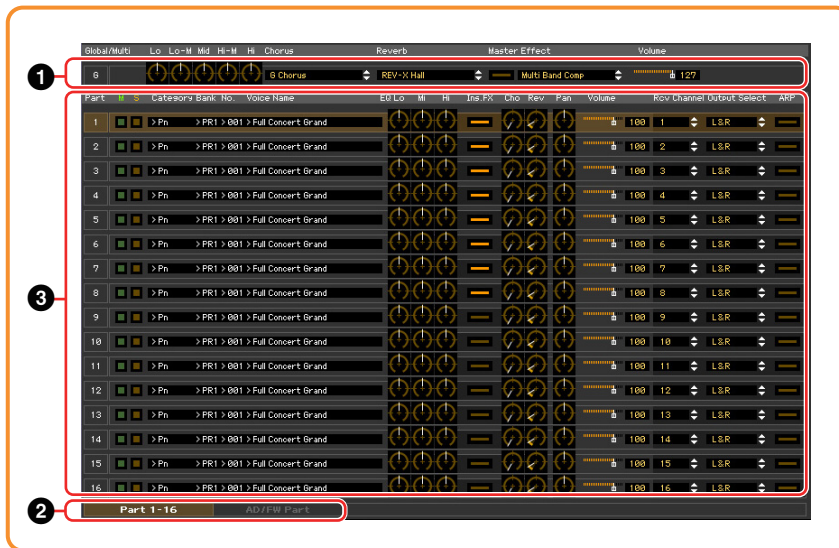 Global/Multi Lo Lo-M Mid Hi-M Hi Chorus Reverb Master Effect Volume
1
G G Chorus REV-X Hall Multi Band Comp 127
Part M S Category Bank No. Voice Name EQ Lo Mi Hi Ins.FX Cho Rev Pan Volume Rcv Channel Output Select ARP
1 > Pn > PR1 > 001 > Full Concert Grand 100 1 L&R
2 > Pn > PR1 > 001 > Full Concert Grand 100 2 L&R
3 > Pn > PR1 > 001 > Full Concert Grand 100 3 L&R
4 > Pn > PR1 > 001 > Full Concert Grand 100 4 L&R
5 > Pn > PR1 > 001 > Full Concert Grand 100 5 L&R
6 > Pn > PR1 > 001 > Full Concert Grand 100 6 L&R
7 > Pn > PR1 > 001 > Full Concert Grand 100 7 L&R
3
8 > Pn > PR1 > 001 > Full Concert Grand 100 8 L&R
9 > Pn > PR1 > 001 > Full Concert Grand 100 9 L&R
10 > Pn > PR1 > 001 > Full Concert Grand 100 10 L&R
11 > Pn > PR1 > 001 > Full Concert Grand 100 11 L&R
12 > Pn > PR1 > 001 > Full Concert Grand 100 12 L&R
13 > Pn > PR1 > 001 > Full Concert Grand 100 13 L&R
14 > Pn > PR1 > 001 > Full Concert Grand 100 14 L&R
15 > Pn > PR1 > 001 > Full Concert Grand 100 15 L&R
16 > Pn > PR1 > 001 > Full Concert Grand 100 16 L&R
2
Part 1-16 AD/FW Part